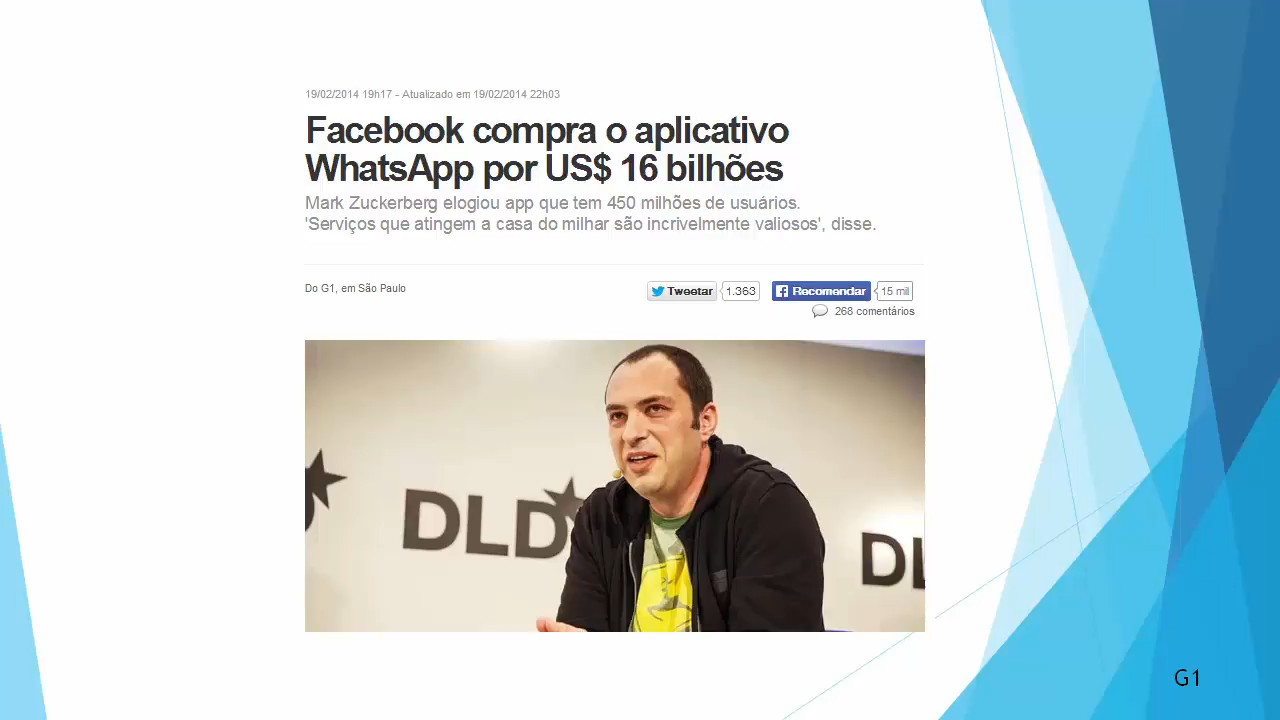 19/02/2014 19h17 - Atualizado em 19/02/2014 22h03
Facebook compra o aplicativo
WhatsApp por US$ 16 bilhões
Mark Zuckerberg elogiou app que tem 450 milhões de usuários.
'Serviços que atingem a casa do milhar são incrivelmente valiosos', disse.
Do G1, em São Paulo
Tweetar 1.363 Recomendar 15 mil
268 comentários
DLD
DL
G1